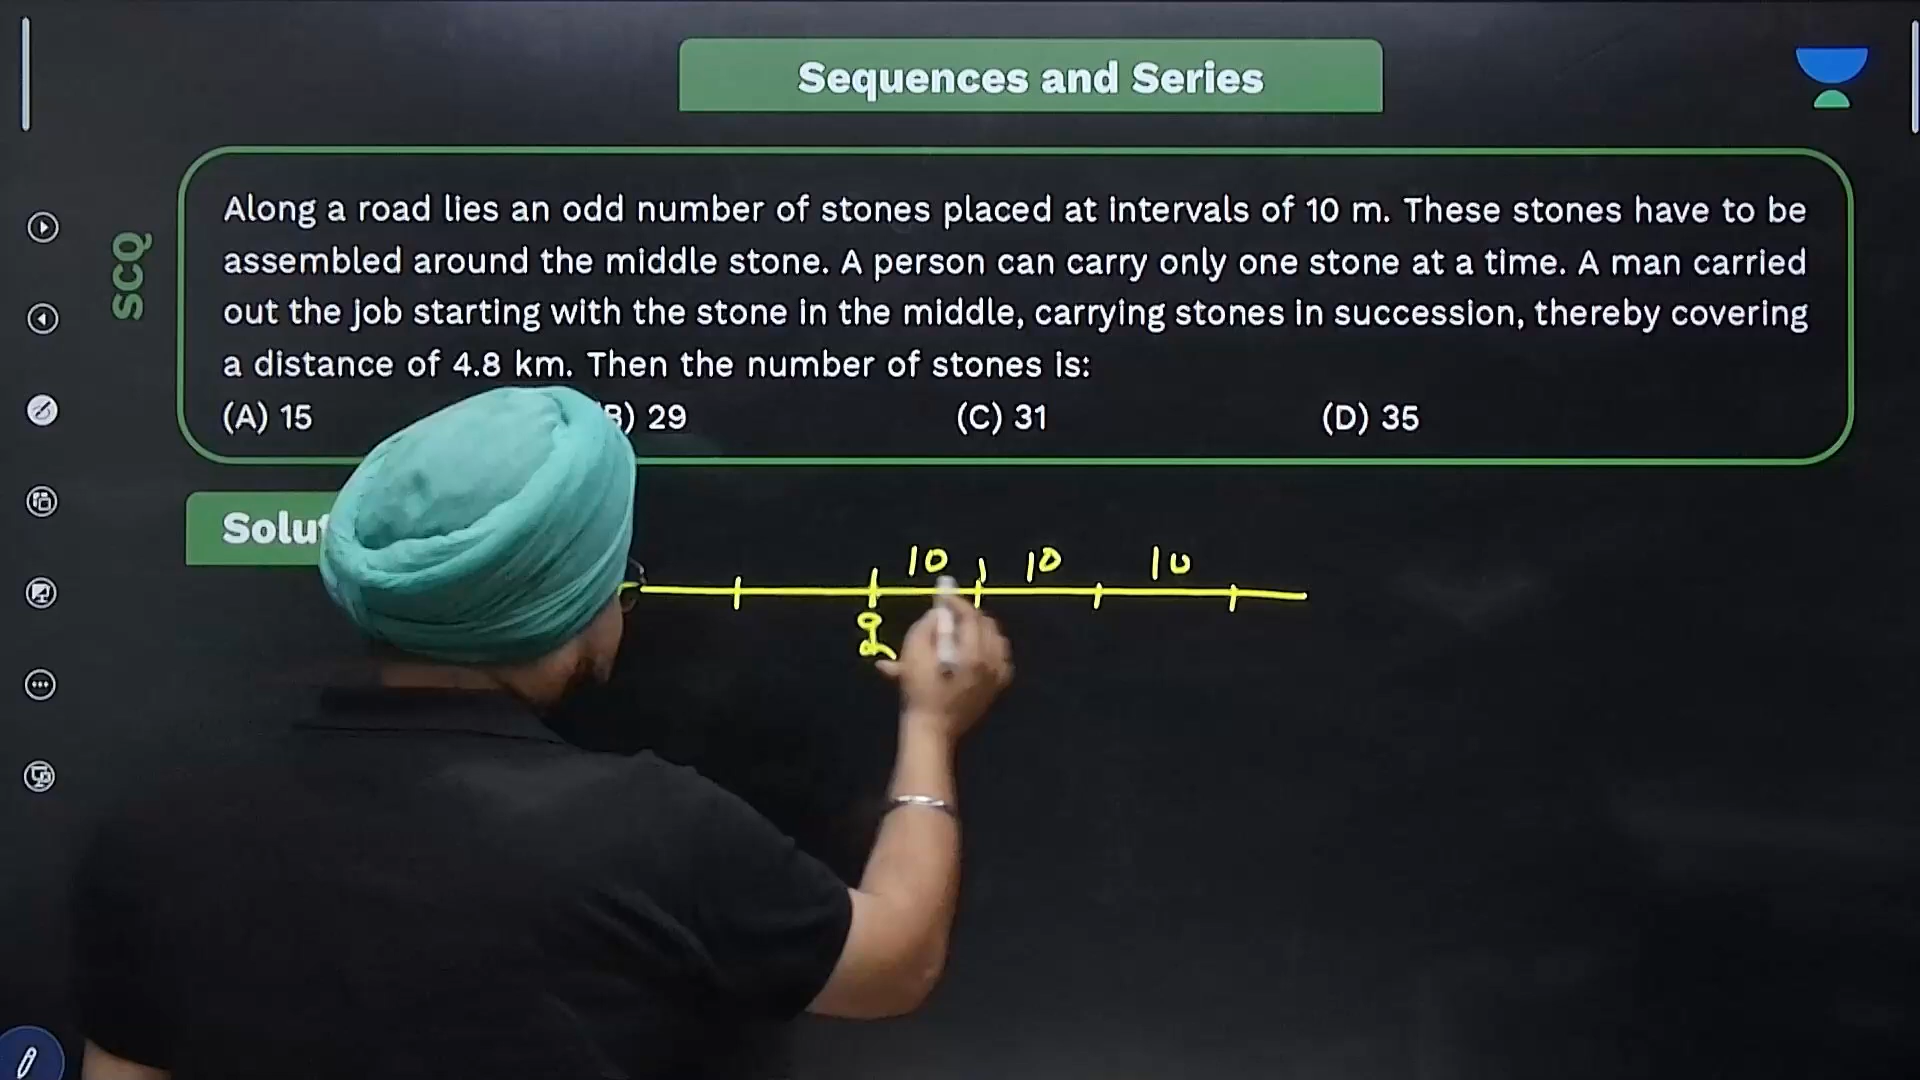 Sequences and Series
SCQ
Along a road lies an odd number of stones placed at intervals of 10 m. These stones have to be
assembled around the middle stone. A person can carry only one stone at a time. A man carried
out the job starting with the stone in the middle, carrying stones in succession, thereby covering
a distance of 4.8 km. Then the number of stones is:
(A) 15 B) 29 (C) 31 (D) 35
10 10 10